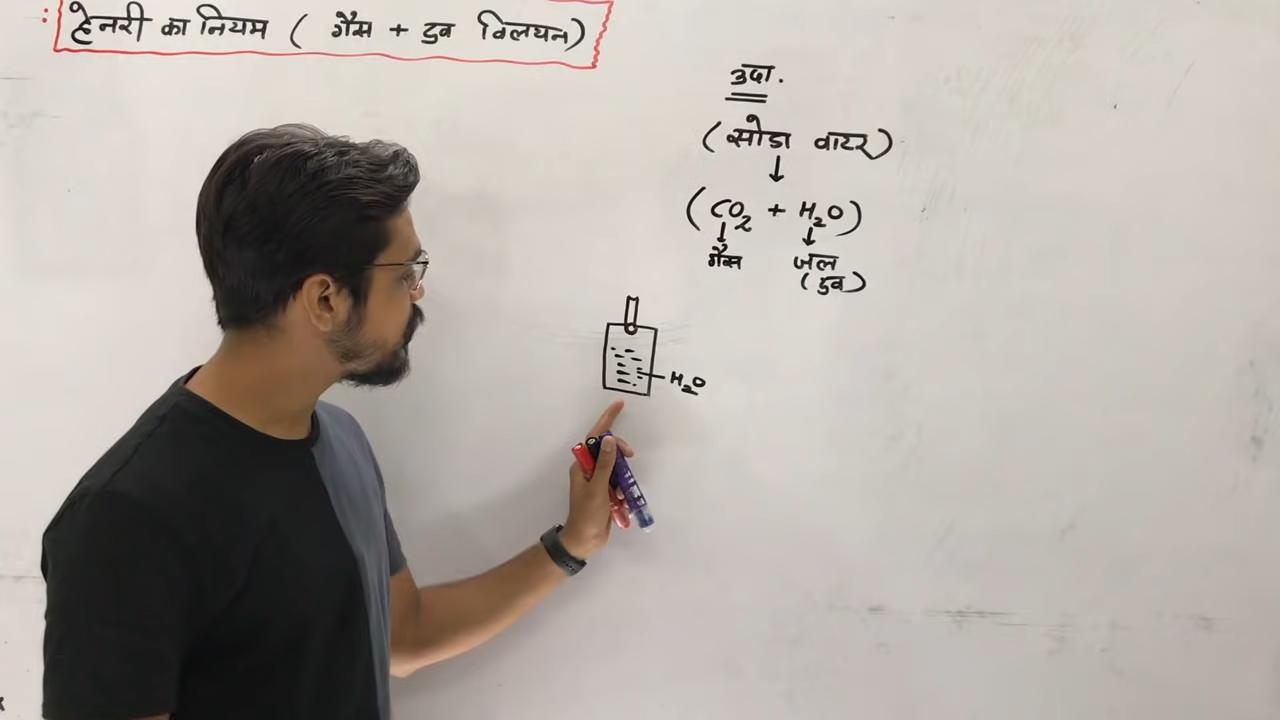 : हेनरी का नियम ( गैस + द्रव विलयन)
उदा.
(सोडा वाटर)
↓
(CO₂ + H₂O)
↓ ↓
गैस जल
(द्रव)
H₂O